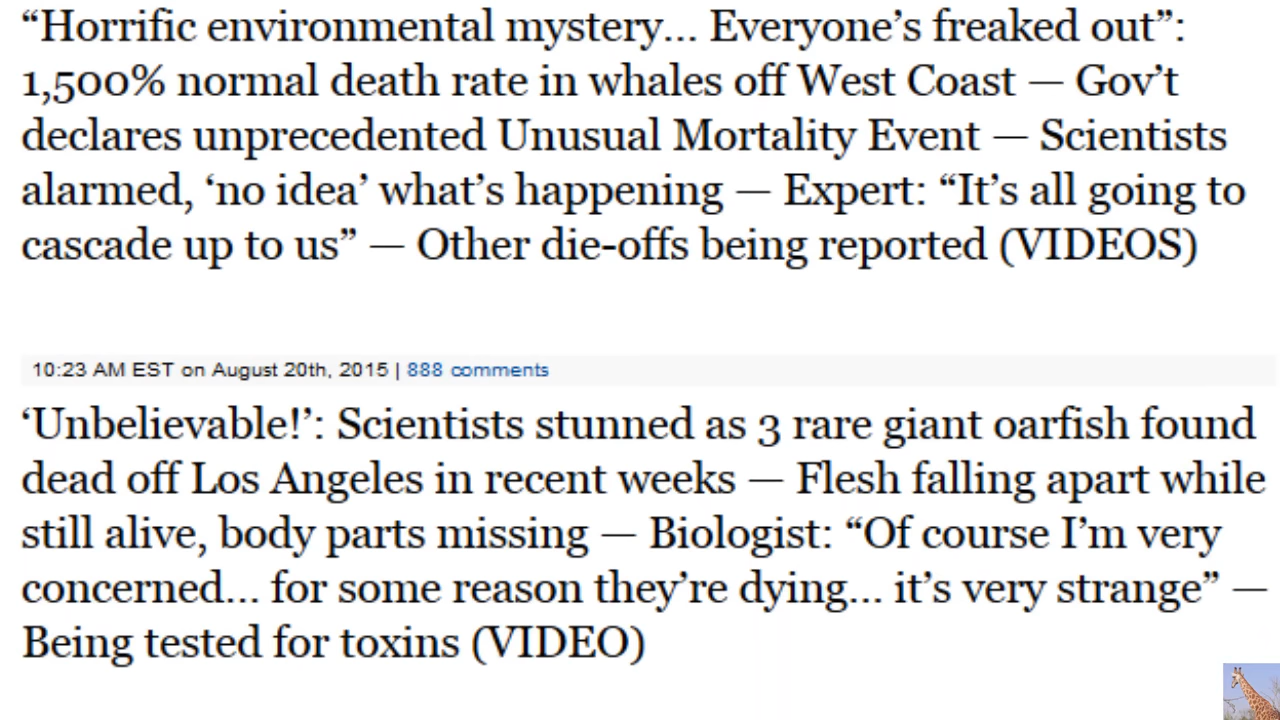 “Horrific environmental mystery… Everyone’s freaked out”:
1,500% normal death rate in whales off West Coast — Gov’t
declares unprecedented Unusual Mortality Event — Scientists
alarmed, ‘no idea’ what’s happening — Expert: “It’s all going to
cascade up to us” — Other die-offs being reported (VIDEOS)
10:23 AM EST on August 20th, 2015 | 888 comments
‘Unbelievable!’: Scientists stunned as 3 rare giant oarfish found
dead off Los Angeles in recent weeks — Flesh falling apart while
still alive, body parts missing — Biologist: “Of course I’m very
concerned… for some reason they’re dying… it’s very strange” —
Being tested for toxins (VIDEO)